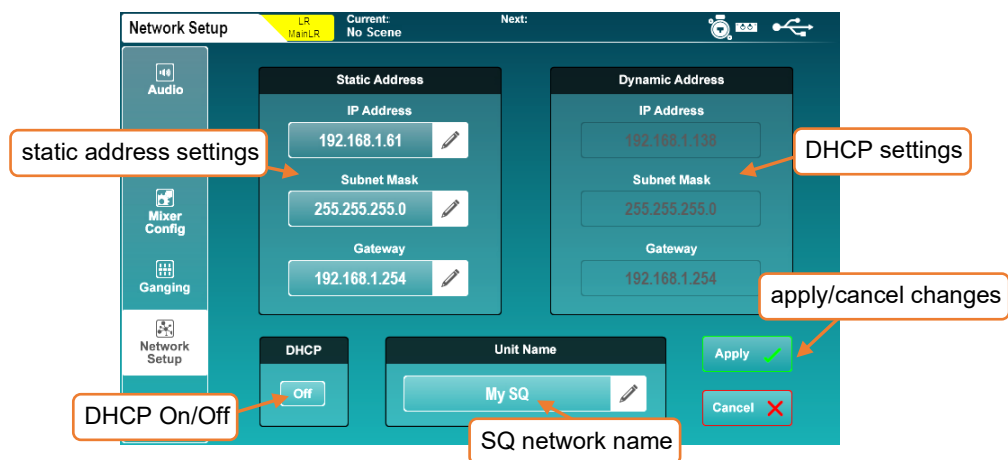 Network Setup
LR
MainLR
Current:
No Scene
Next:
Audio
Static Address
IP Address
192.168.1.61
Subnet Mask
255.255.255.0
Gateway
192.168.1.254
Dynamic Address
IP Address
192.168.1.138
Subnet Mask
255.255.255.0
Gateway
192.168.1.254
static address settings
DHCP settings
Mixer
Config
Ganging
Network
Setup
apply/cancel changes
DHCP
Off
Unit Name
My SQ
Apply
Cancel
DHCP On/Off
SQ network name